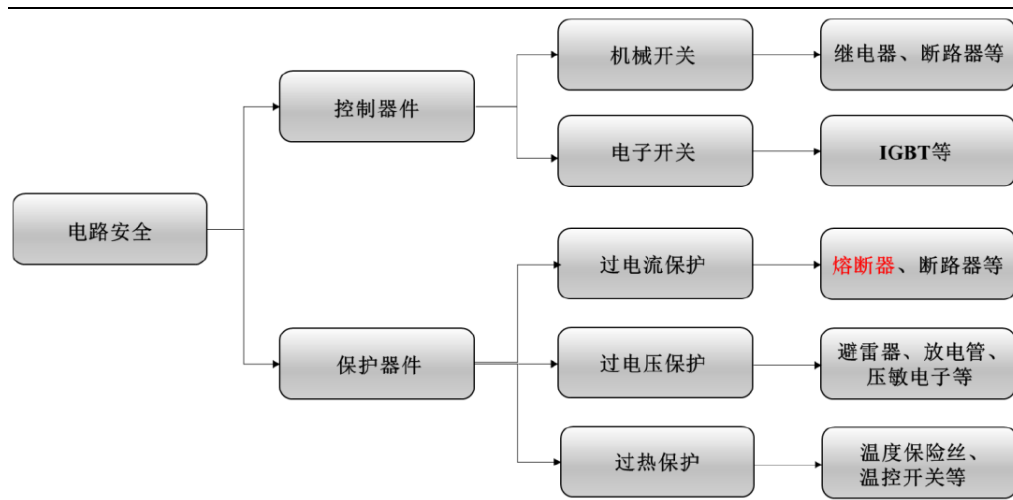 机械开关
继电器、断路器等
控制器件
电子开关
IGBT等
电路安全
过电流保护
熔断器、断路器等
保护器件
过电压保护
避雷器、放电管、
压敏电子等
过热保护
温度保险丝、
温控开关等